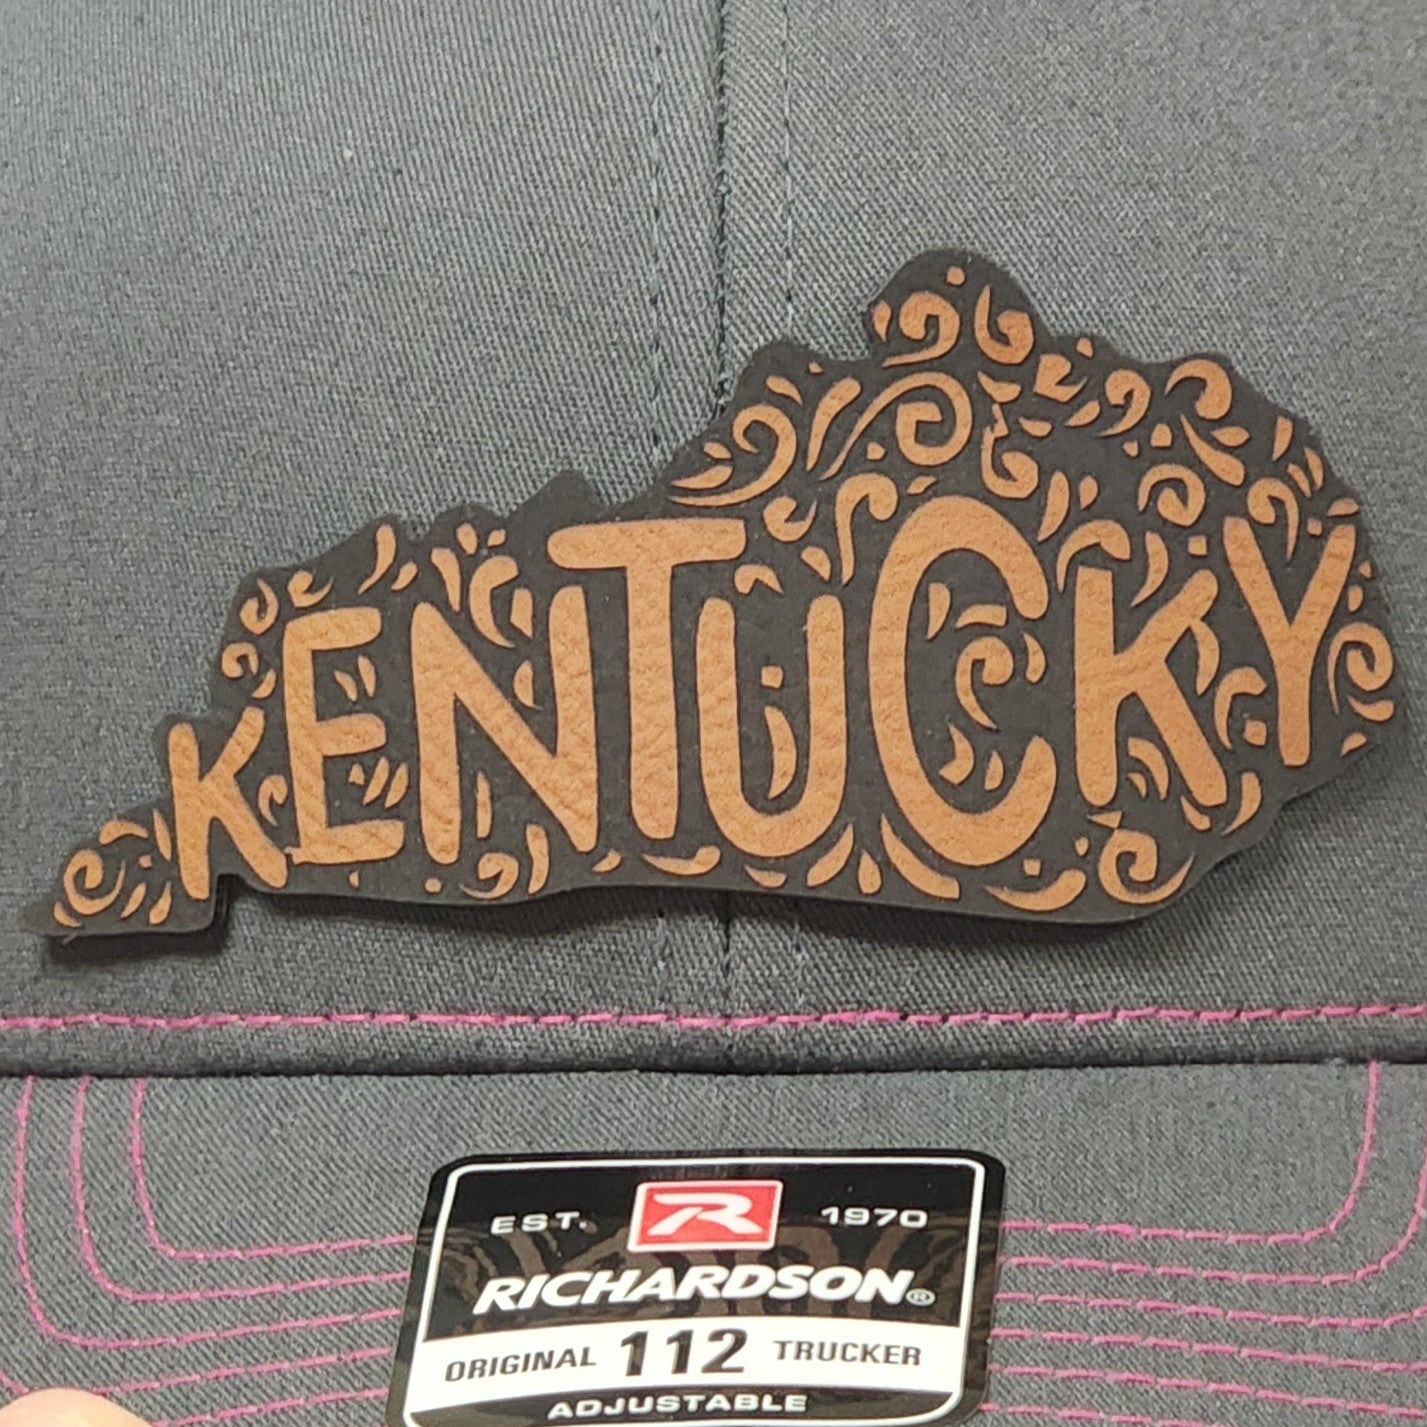 KENTUCKY
EST. R 1970
RICHARDSON®
ORIGINAL 112 TRUCKER
ADJUSTABLE